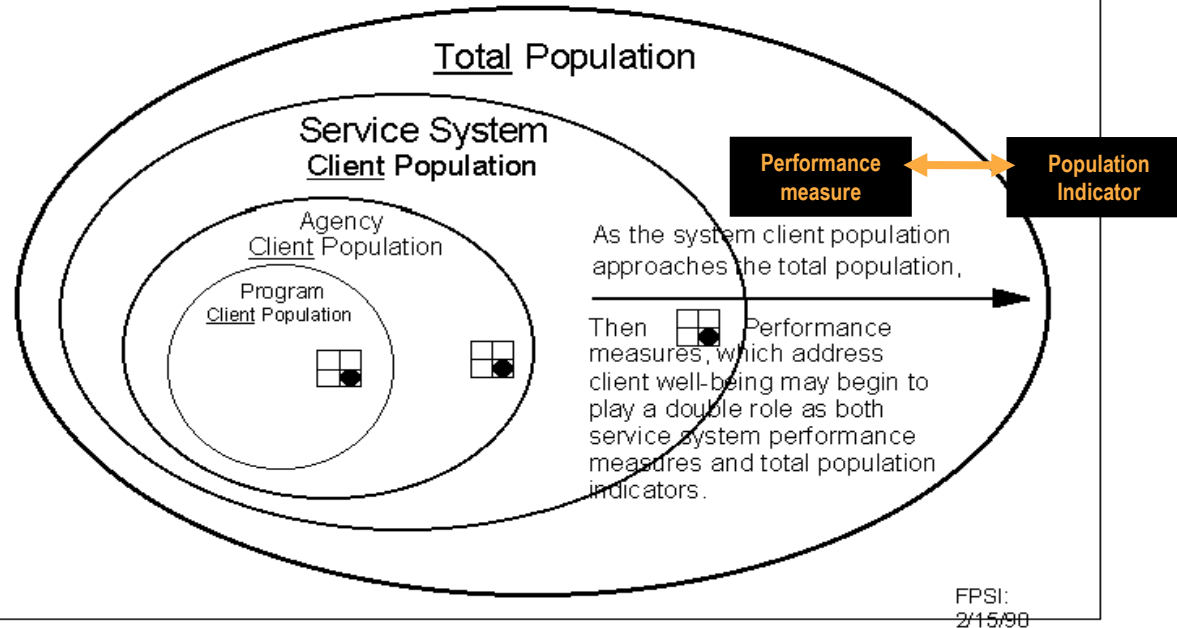 Total Population
Service System
Client Population
Agency
Client Population
Program
Client Population
Performance
measure
Population
Indicator
As the system client population
approaches the total population,
Then Performance
measures, which address
client well-being may begin to
play a double role as both
service system performance
measures and total population
indicators.
FPSI:
2/15/98